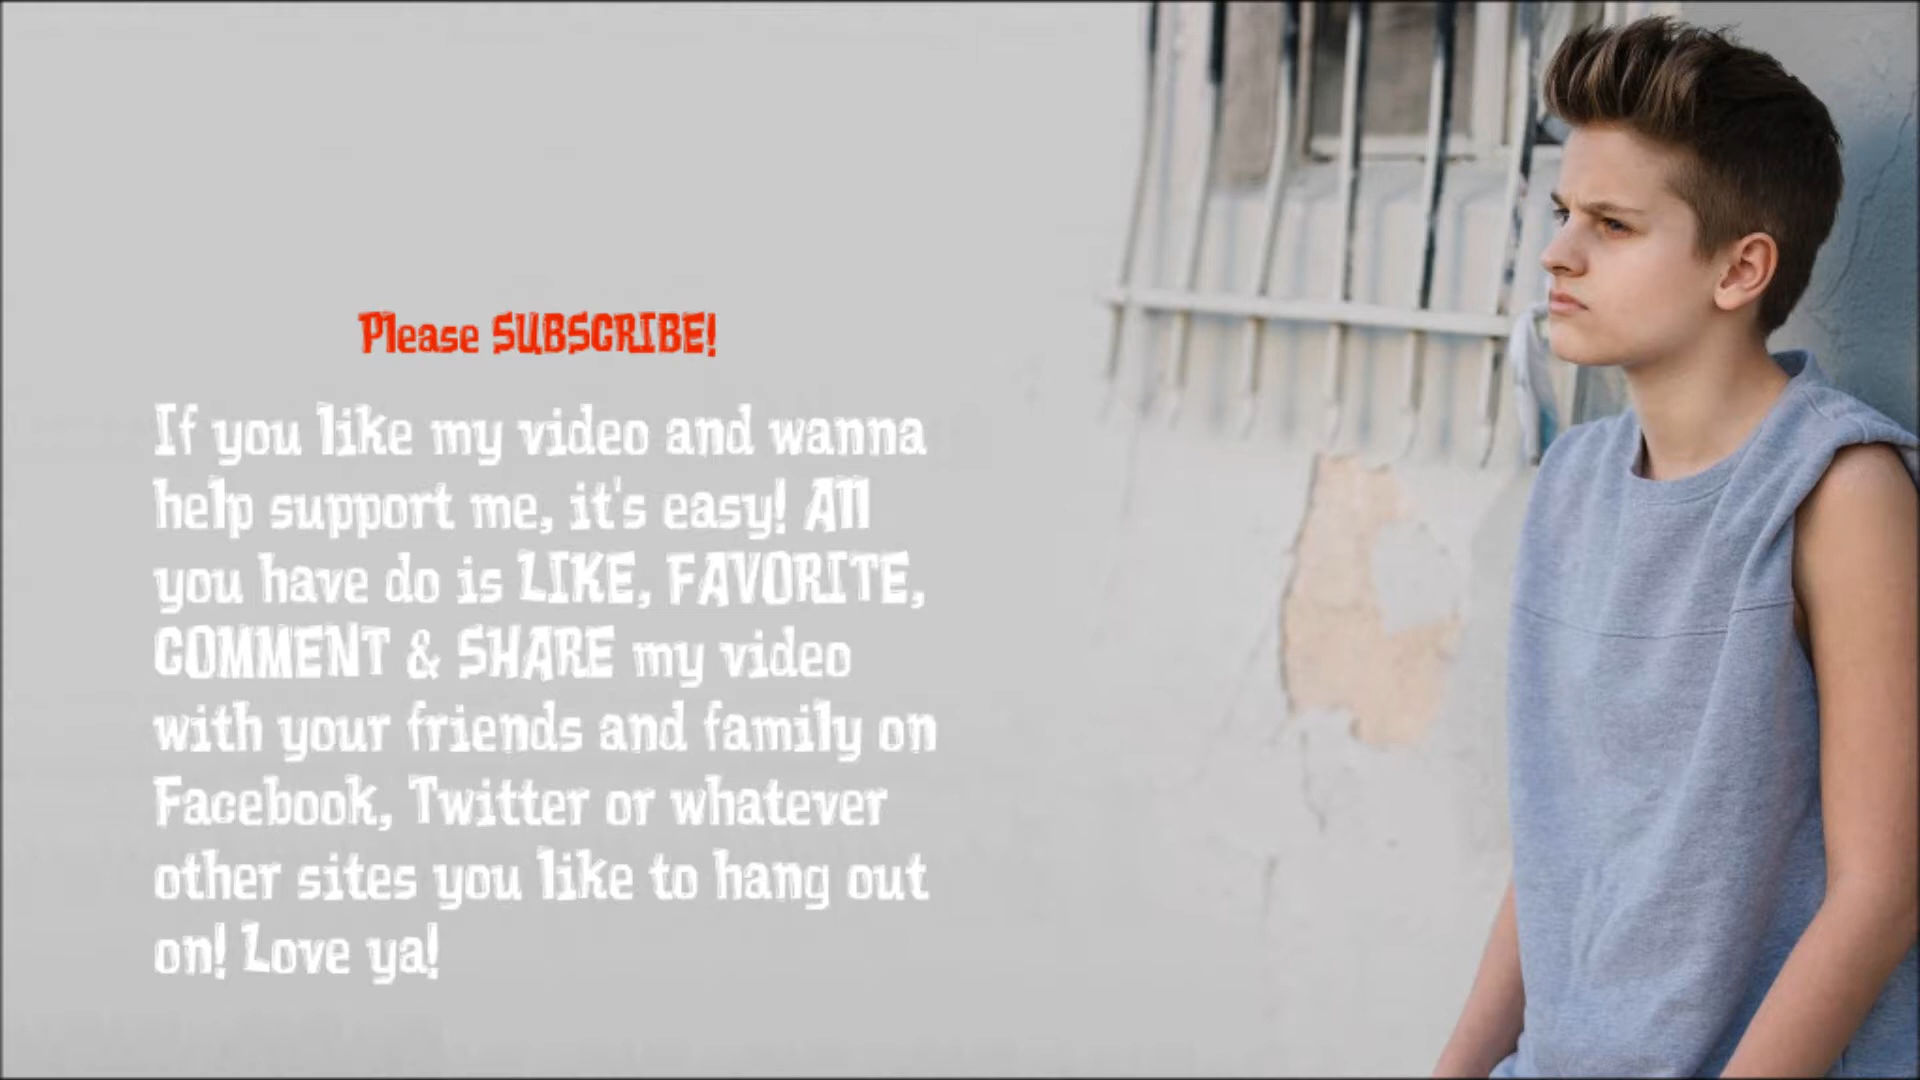 Please SUBSCRIBE!
If you like my video and wanna
help support me, it's easy! All
you have do is LIKE, FAVORITE,
COMMENT & SHARE my video
with your friends and family on
Facebook, Twitter or whatever
other sites you like to hang out
on! Love ya!